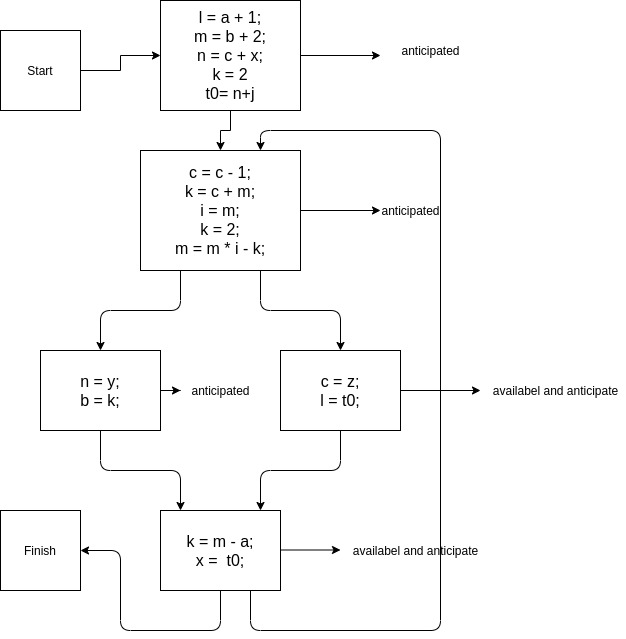 l = a + 1;
m = b + 2;
n = c + x;
k = 2
t0= n+j
anticipated
Start
c = c - 1;
k = c + m;
i = m;
k = 2;
m = m * i - k;
anticipated
n = y;
b = k;
anticipated
c = z;
l = t0;
availabel and anticipate
k = m - a;
x =  t0;
availabel and anticipate
Finish